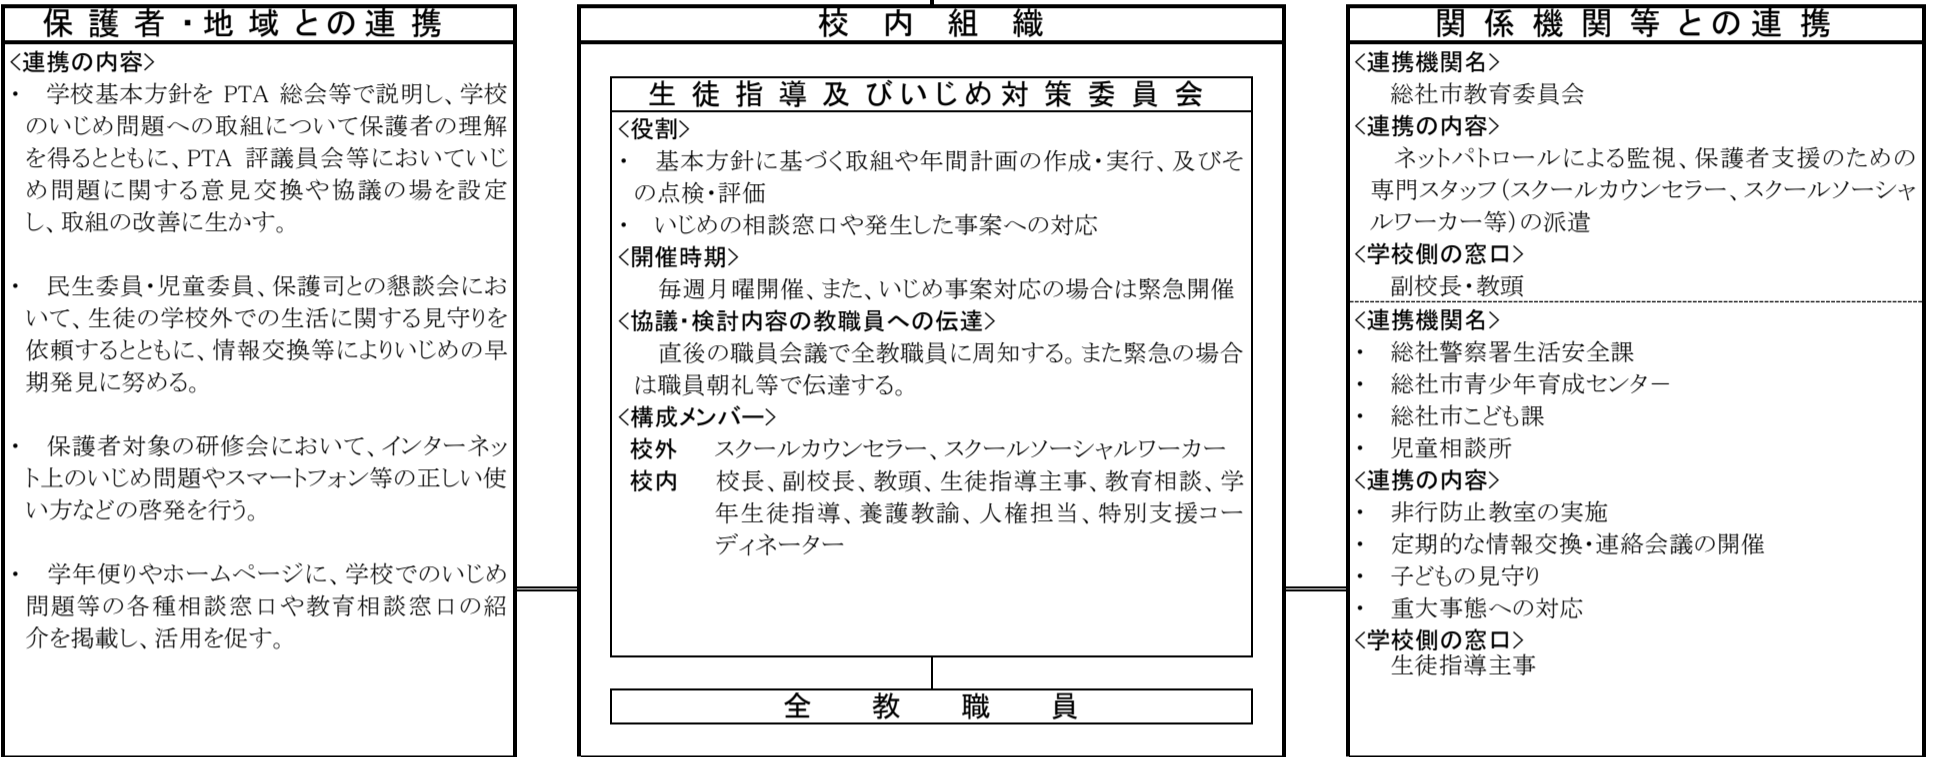 保護者・地域との連携
<連携の内容>
・　学校基本方針を PTA 総会等で説明し、学校
のいじめ問題への取組について保護者の理解
を得るとともに、PTA 評議員会等においていじ
め問題に関する意見交換や協議の場を設定
し、取組の改善に生かす。
・　民生委員・児童委員、保護司との懇談会にお
いて、生徒の学校外での生活に関する見守りを
依頼するとともに、情報交換等によりいじめの早
期発見に努める。
・　保護者対象の研修会において、インターネッ
ト上のいじめ問題やスマートフォン等の正しい使
い方などの啓発を行う。
・　学年便りやホームページに、学校でのいじめ
問題等の各種相談窓口や教育相談窓口の紹
介を掲載し、活用を促す。
校内組織
生徒指導及びいじめ対策委員会
<役割>
・　基本方針に基づく取組や年間計画の作成・実行、及びそ
の点検・評価
・　いじめの相談窓口や発生した事案への対応
<開催時期>
毎週月曜開催、また、いじめ事案対応の場合は緊急開催
<協議・検討内容の教職員への伝達>
直後の職員会議で全教職員に周知する。また緊急の場合
は職員朝礼等で伝達する。
<構成メンバー>
校外　スクールカウンセラー、スクールソーシャルワーカー
校内　校長、副校長、教頭、生徒指導主事、教育相談、学
年生徒指導、養護教諭、人権担当、特別支援コー
ディネーター
全教職員
関係機関等との連携
<連携機関名>
総社市教育委員会
<連携の内容>
ネットパトロールによる監視、保護者支援のための
専門スタッフ(スクールカウンセラー、スクールソーシャ
ルワーカー等)の派遣
<学校側の窓口>
副校長・教頭
<連携機関名>
・　総社警察署生活安全課
・　総社市青少年育成センター
・　総社市こども課
・　児童相談所
<連携の内容>
・　非行防止教室の実施
・　定期的な情報交換・連絡会議の開催
・　子どもの見守り
・　重大事態への対応
<学校側の窓口>
生徒指導主事